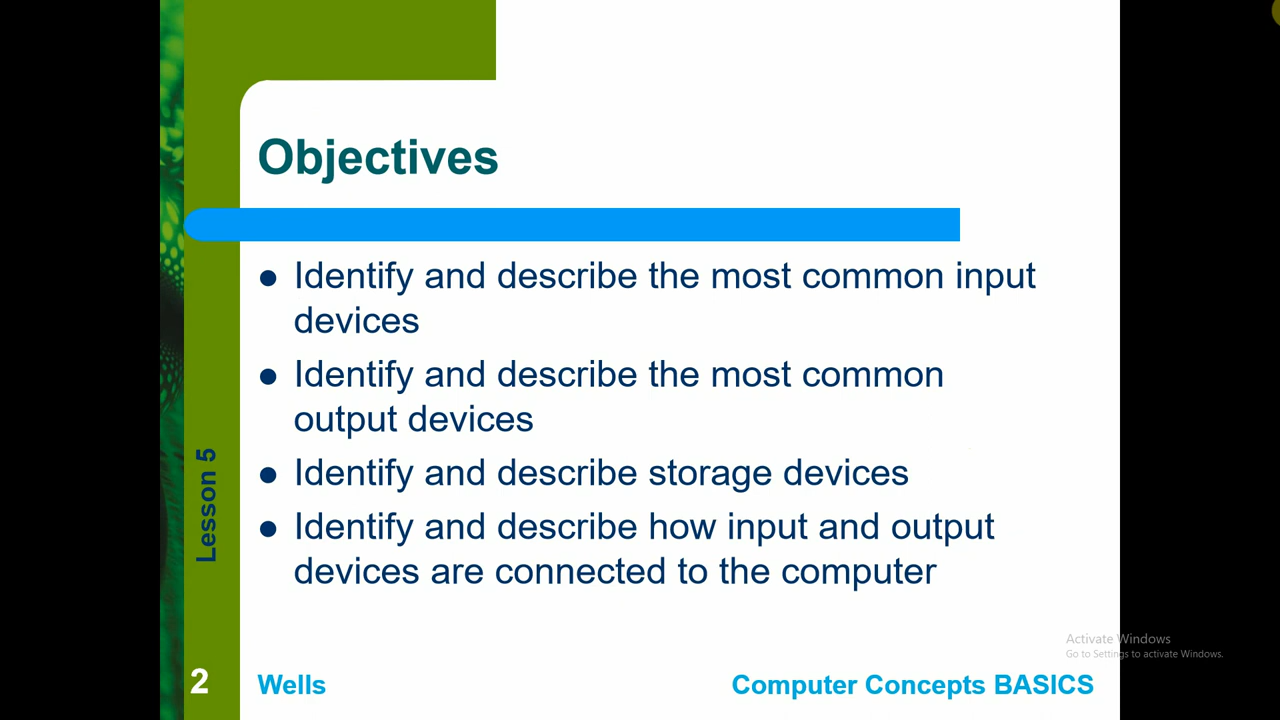 Objectives
● Identify and describe the most common input
devices
● Identify and describe the most common
output devices
● Identify and describe storage devices
● Identify and describe how input and output
devices are connected to the computer
Lesson 5
Activate Windows
Go to Settings to activate Windows.
2 Wells Computer Concepts BASICS